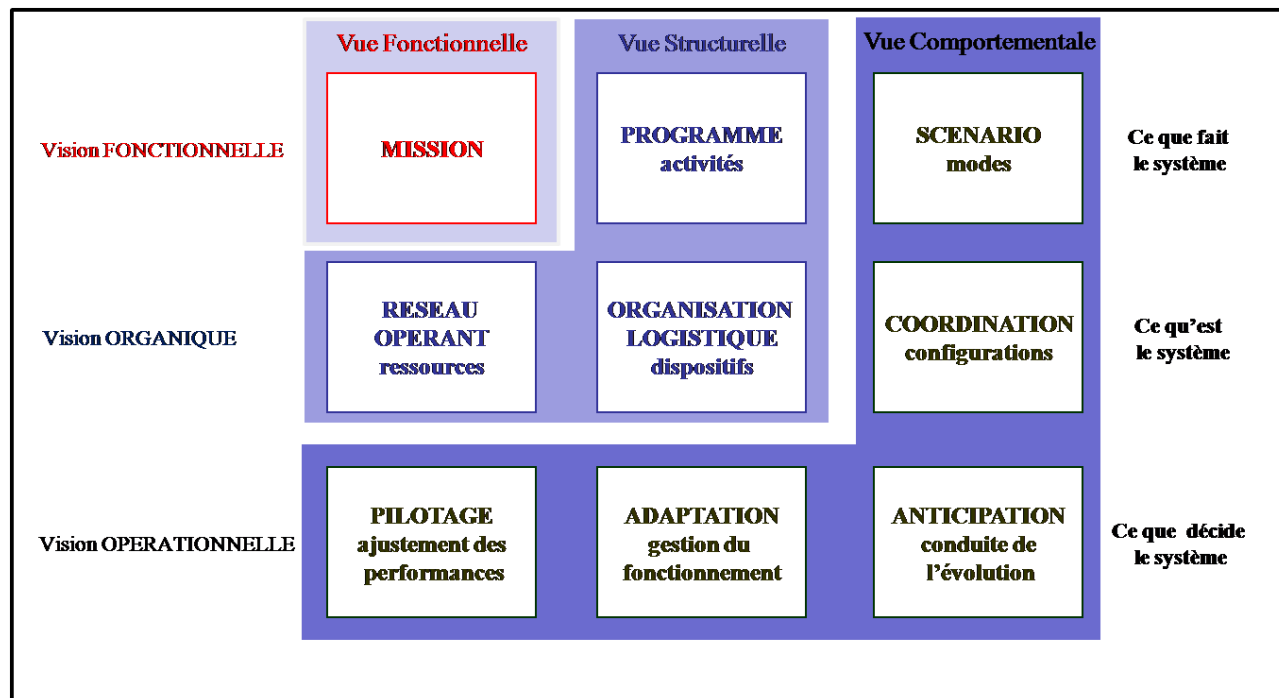 Vue Fonctionnelle
Vue Structurelle
Vue Comportementale
Vision FONCTIONNELLE
MISSION
PROGRAMME
activités
SCENARIO
modes
Ce que fait
le système
Vision ORGANIQUE
RESEAU
OPERANT
ressources
ORGANISATION
LOGISTIQUE
dispositifs
COORDINATION
configurations
Ce qu’est
le système
Vision OPERATIONNELLE
PILOTAGE
ajustement des
performances
ADAPTATION
gestion du
fonctionnement
ANTICIPATION
conduite de
l’évolution
Ce que décide
le système